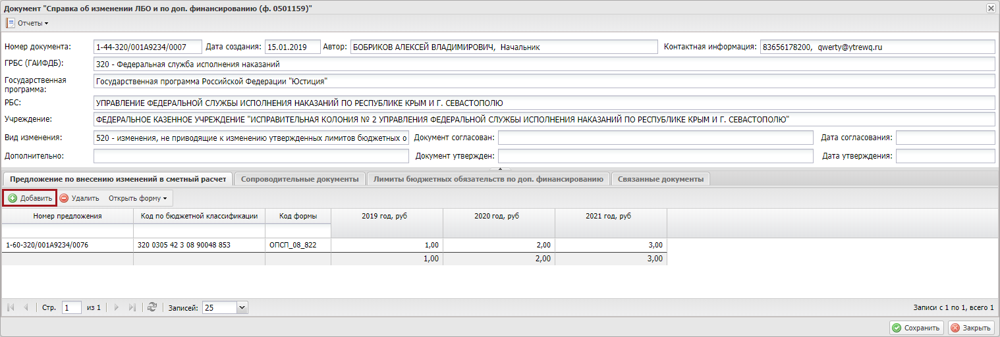 Документ "Справка об изменении ЛБО и по доп. финансированию (ф. 0501159)"
Отчеты
Номер документа: 1-44-320/001А9234/0007 Дата создания: 15.01.2019 Автор: БОБРИКОВ АЛЕКСЕЙ ВЛАДИМИРОВИЧ, Начальник Контактная информация: 83656178200, qwerty@ytrewq.ru
ГРБС (ГАИФДБ): 320 - Федеральная служба исполнения наказаний
Государственная программа: Государственная программа Российской Федерации "Юстиция"
РБС: УПРАВЛЕНИЕ ФЕДЕРАЛЬНОЙ СЛУЖБЫ ИСПОЛНЕНИЯ НАКАЗАНИЙ ПО РЕСПУБЛИКЕ КРЫМ И Г. СЕВАСТОПОЛЮ
Учреждение: ФЕДЕРАЛЬНОЕ КАЗЕННОЕ УЧРЕЖДЕНИЕ "ИСПРАВИТЕЛЬНАЯ КОЛОНИЯ № 2 УПРАВЛЕНИЯ ФЕДЕРАЛЬНОЙ СЛУЖБЫ ИСПОЛНЕНИЯ НАКАЗАНИЙ ПО РЕСПУБЛИКЕ КРЫМ И Г. СЕВАСТОПОЛЮ"
Вид изменения: 520 - изменения, не приводящие к изменению утвержденных лимитов бюджетных о Документ согласован: Дата согласования:
Дополнительно: Документ утвержден: Дата утверждения:
Предложение по внесению изменений в сметный расчет Сопроводительные документы Лимиты бюджетных обязательств по доп. финансированию Связанные документы
Добавить Удалить Открыть форму
Номер предложения Код по бюджетной классификации Код формы 2019 год, руб 2020 год, руб 2021 год, руб
1-60-320/001А9234/0076 320 0305 42 3 08 90048 853 ОПСП_08_822 1,00 2,00 3,00
1,00 2,00 3,00
Стр. 1 из 1 Записей: 25 Записи с 1 по 1, всего 1
Сохранить Закрыть